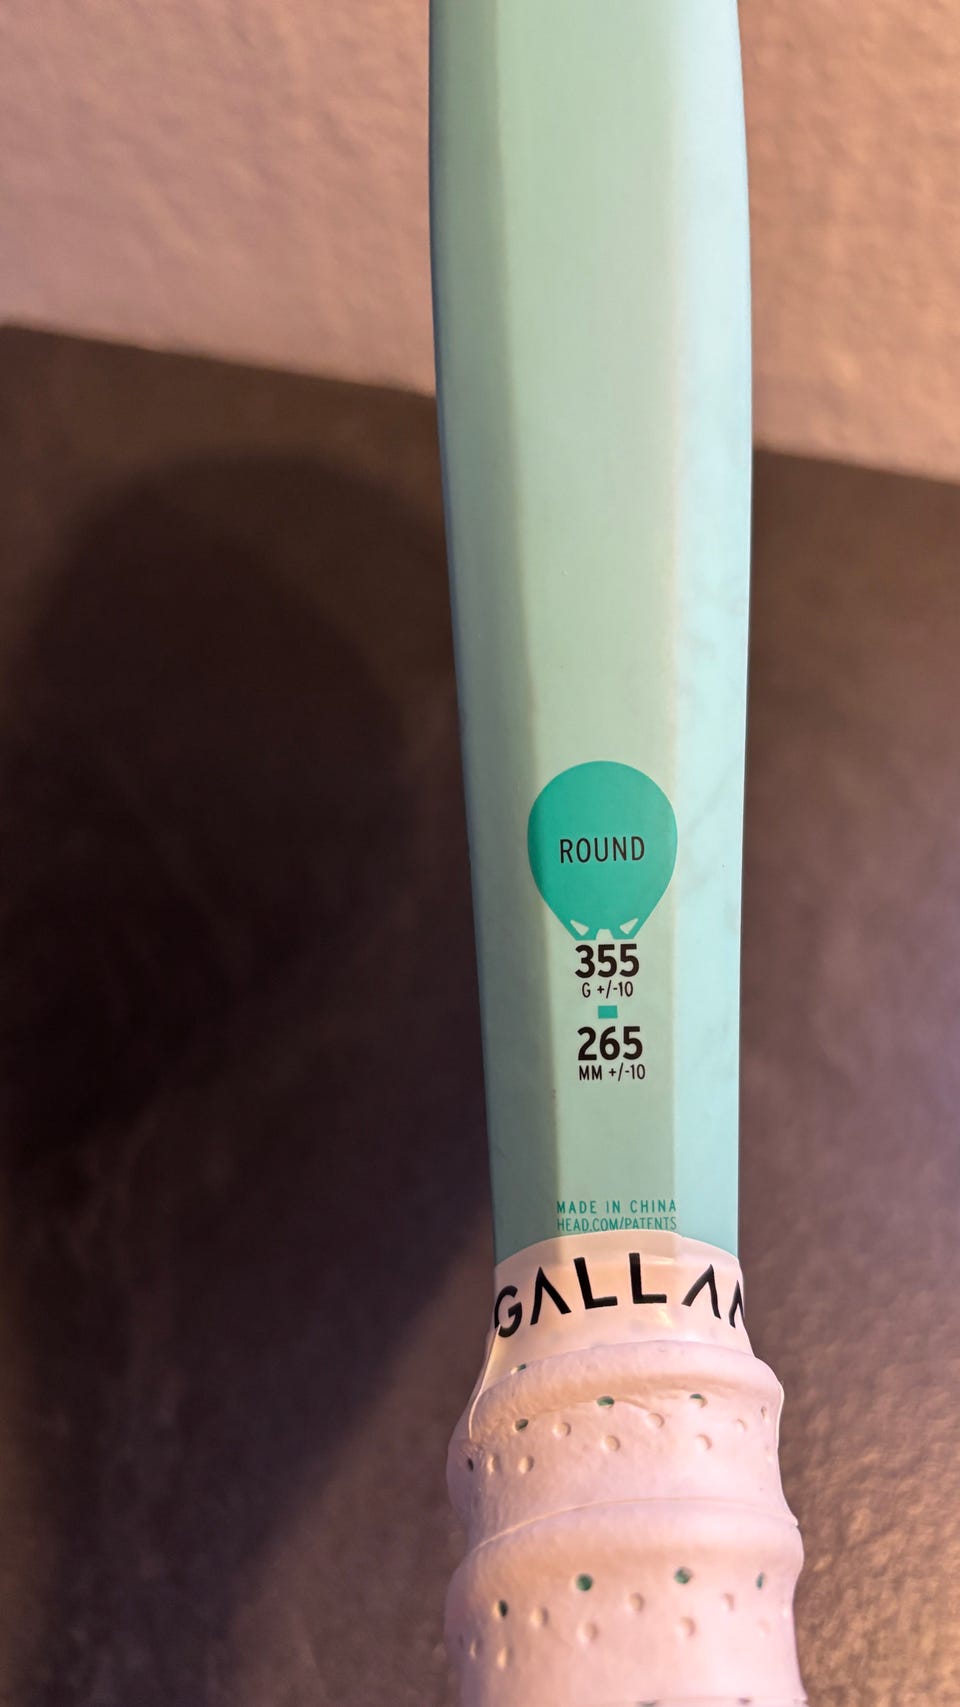 ROUND
355
G +/-10
265
MM +/-10
MADE IN CHINA
HEAD.COM/PATENTS